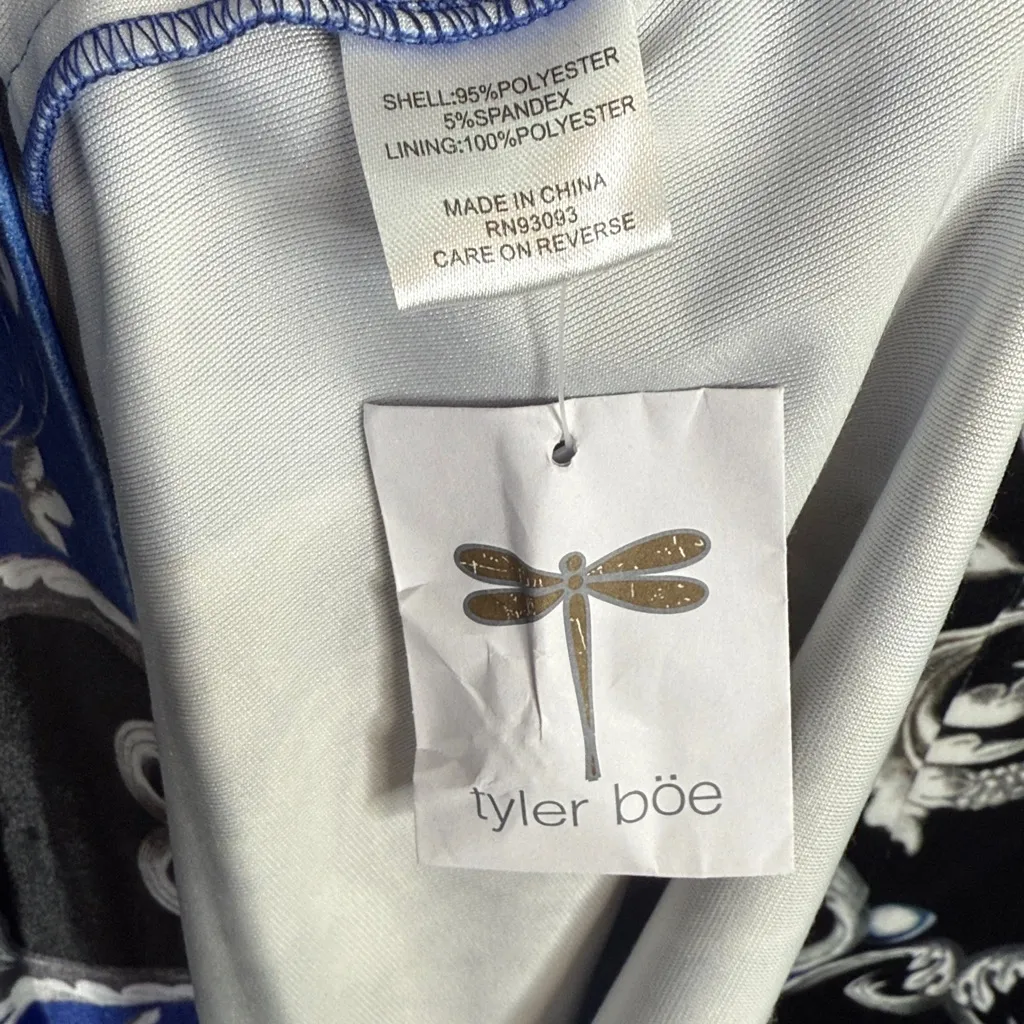 SHELL:95%POLYESTER
5%SPANDEX
LINING:100%POLYESTER
MADE IN CHINA
RN93093
CARE ON REVERSE
tyler böe